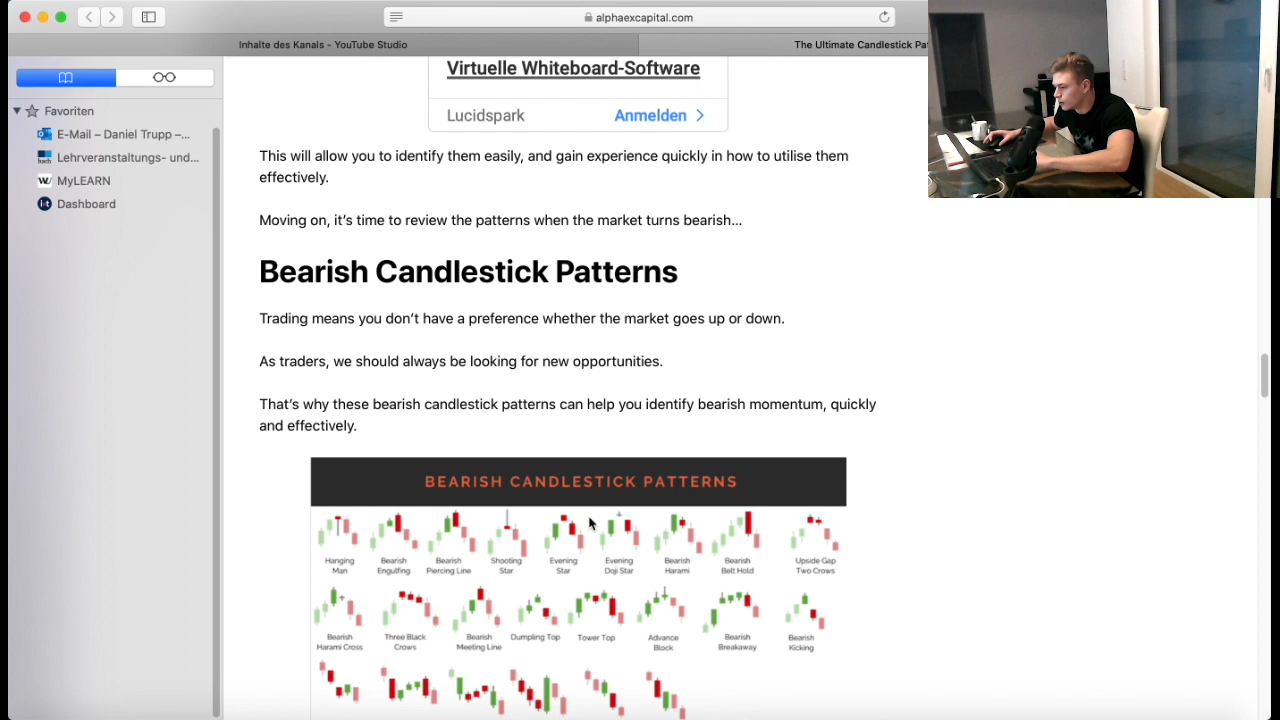 alphaexcapital.com
Inhalte des Kanals - YouTube Studio
The Ultimate Candlestick Pa
Favoriten
E-Mail – Daniel Trupp –...
Lehrveranstaltungs- und...
MyLEARN
Dashboard
Virtuelle Whiteboard-Software
Lucidspark
Anmelden
This will allow you to identify them easily, and gain experience quickly in how to utilise them
effectively.
Moving on, it’s time to review the patterns when the market turns bearish…
Bearish Candlestick Patterns
Trading means you don’t have a preference whether the market goes up or down.
As traders, we should always be looking for new opportunities.
That’s why these bearish candlestick patterns can help you identify bearish momentum, quickly
and effectively.
BEARISH CANDLESTICK PATTERNS
Hanging Man
Bearish Engulfing
Bearish Piercing Line
Shooting Star
Evening Star
Evening Doji Star
Bearish Harami
Bearish Belt Hold
Upside Gap Two Crows
Bearish Harami Cross
Three Black Crows
Bearish Meeting Line
Dumpling Top
Tower Top
Advance Block
Bearish Breakaway
Bearish Kicking